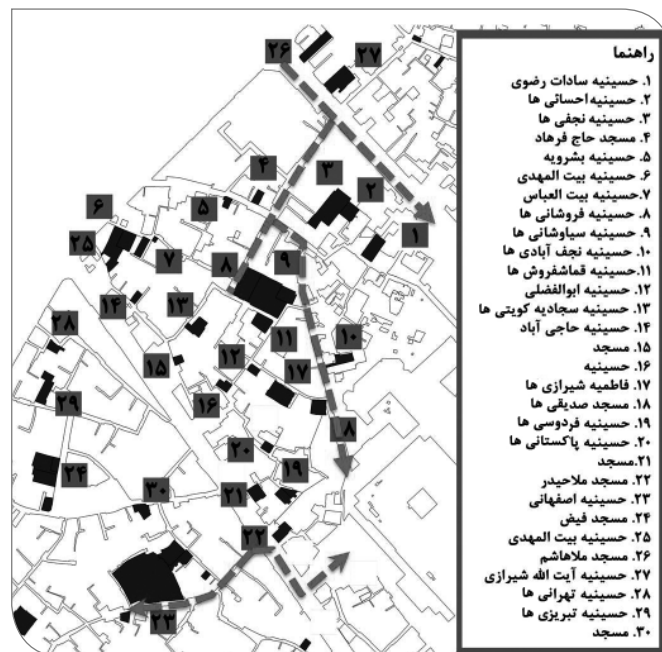 راهنما
۱. حسینیه سادات رضوی
۲. حسینیه احسائی ها
۳. حسینیه نجفی ها
۴. مسجد حاج فرهاد
۵. حسینیه بشرویه
۶. حسینیه بیت المهدی
۷.حسینیه بیت العباس
۸. حسینیه فروشانی ها
۹. حسینیه سیاوشانی ها
۱۰. حسینیه نجف آبادی ها
۱۱.حسینیه قماشفروش ها
۱۲. حسینیه ابوالفضلی
۱۳. حسینیه سجادیه کویتی ها
۱۴. حسینیه حاجی آباد
۱۵. مسجد
۱۶. حسینیه
۱۷. فاطمیه شیرازی ها
۱۸. مسجد صدیقی ها
۱۹. حسینیه فردوسی ها
۲۰. حسینیه پاکستانی ها
۲۱.مسجد
۲۲. مسجد ملاحیدر
۲۳. حسینیه اصفهانی
۲۴. مسجد فیض
۲۵. حسینیه بیت المهدی
۲۶. مسجد ملاهاشم
۲۷. حسینیه آیت الله شیرازی
۲۸. حسینیه تهرانی ها
۲۹. حسینیه تبریزی ها
۳۰. مسجد
۲۶
۲۷
۴
۳
۲
۵
۶
۱
۲۵
۷
۸
۹
۱۴
۱۳
۲۸
۱۱
۱۰
۱۵
۱۲
۱۷
۲۹
۱۶
۱۸
۲۰
۲۴
۱۹
۳۰
۲۱
۲۲
۲۳